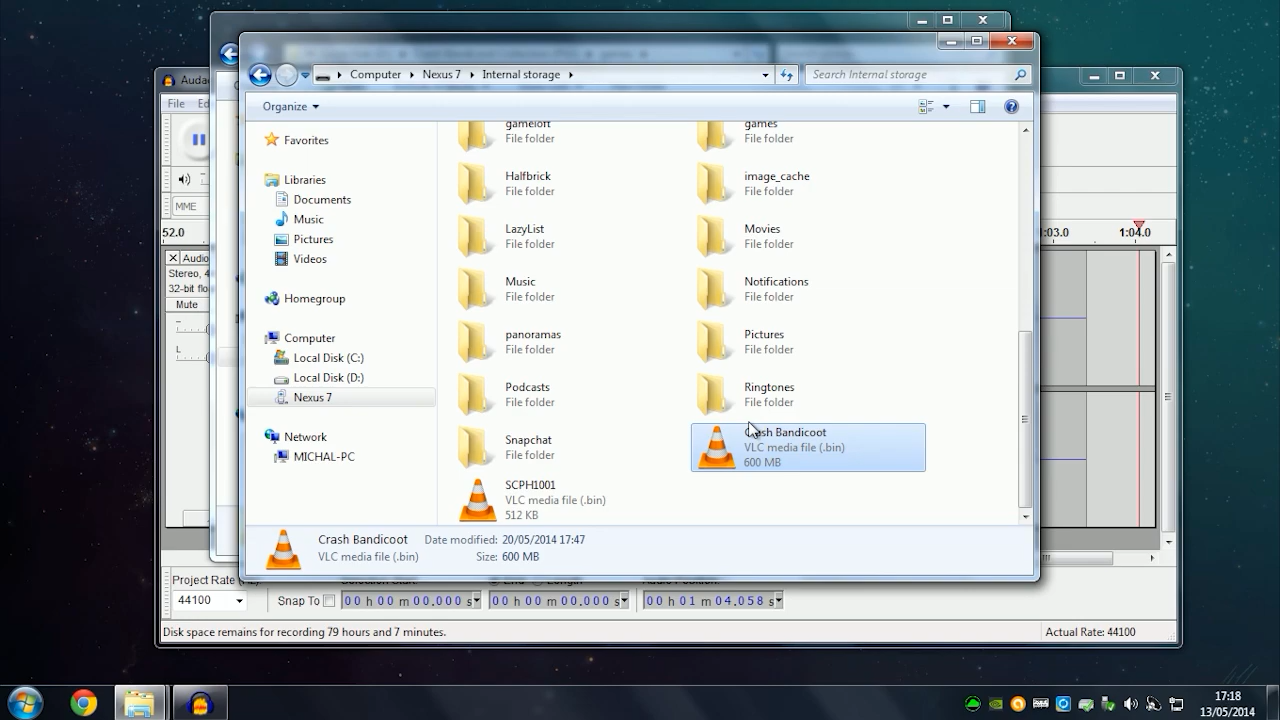 Computer Nexus 7 Internal storage
Search Internal storage
Organize
Favorites
Libraries
Documents
Music
Pictures
Videos
Homegroup
Computer
Local Disk (C:)
Local Disk (D:)
Nexus 7
Network
MICHAL-PC
gameloft
File folder
games
File folder
Halfbrick
File folder
image_cache
File folder
LazyList
File folder
Movies
File folder
Music
File folder
Notifications
File folder
panoramas
File folder
Pictures
File folder
Podcasts
File folder
Ringtones
File folder
Snapchat
File folder
Crash Bandicoot
VLC media file (.bin)
600 MB
SCPH1001
VLC media file (.bin)
512 KB
Crash Bandicoot Date modified: 20/05/2014 17:47
VLC media file (.bin) Size: 600 MB
Audac
File Ed
MME
52.0
:03.0 1:04.0
X Audio
Stereo, 4
32-bit flo
Mute
L
Project Rate
44100
Snap To
00 h 00 m 00.000 s
00 h 00 m 00.000 s
00 h 01 m 04.058 s
Disk space remains for recording 79 hours and 7 minutes.
Actual Rate: 44100
17:18
13/05/2014